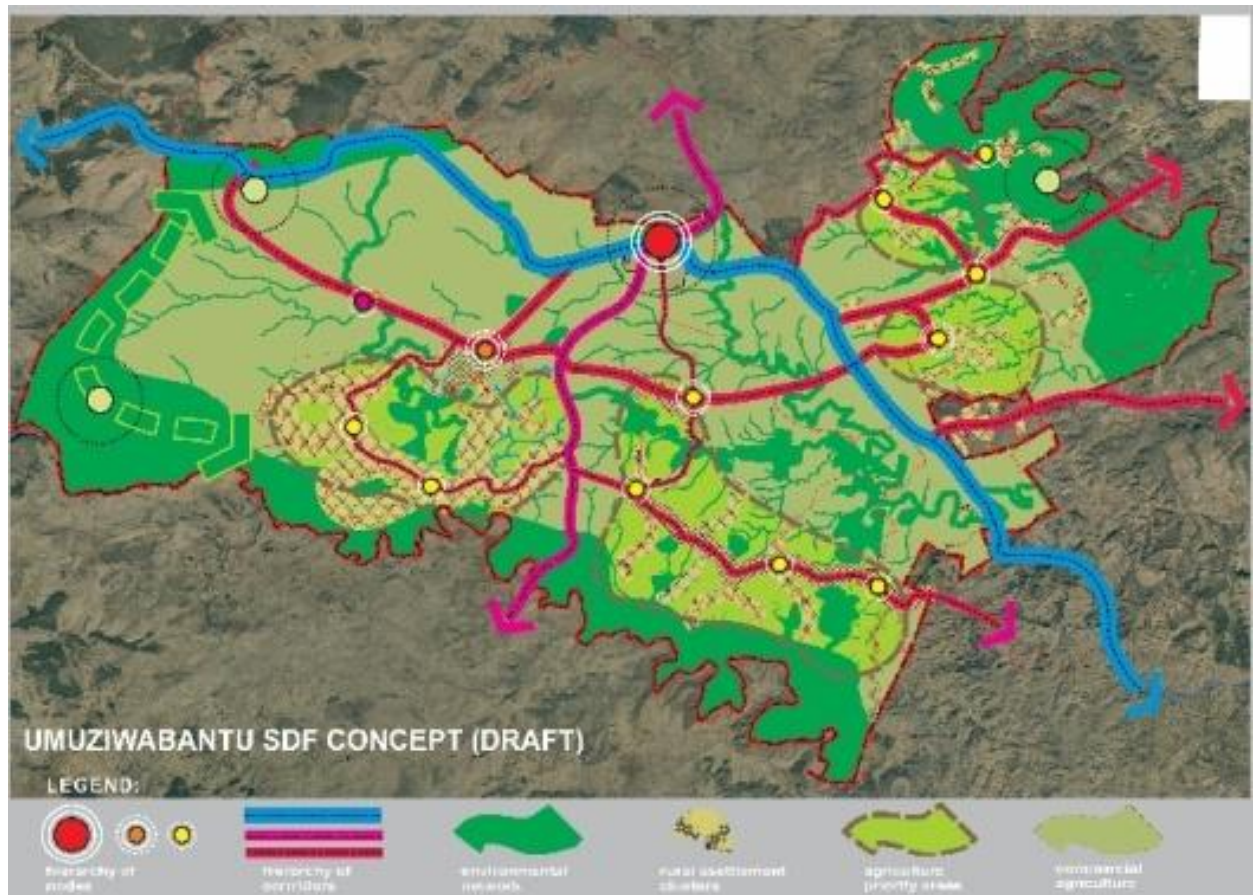 UMUZIWABANTU SDF CONCEPT (DRAFT)
LEGEND:
hierarchy of
nodes
hierarchy of
corridors
environmental
network
rural
clusters
agriculture
priority areas
commercial
agriculture